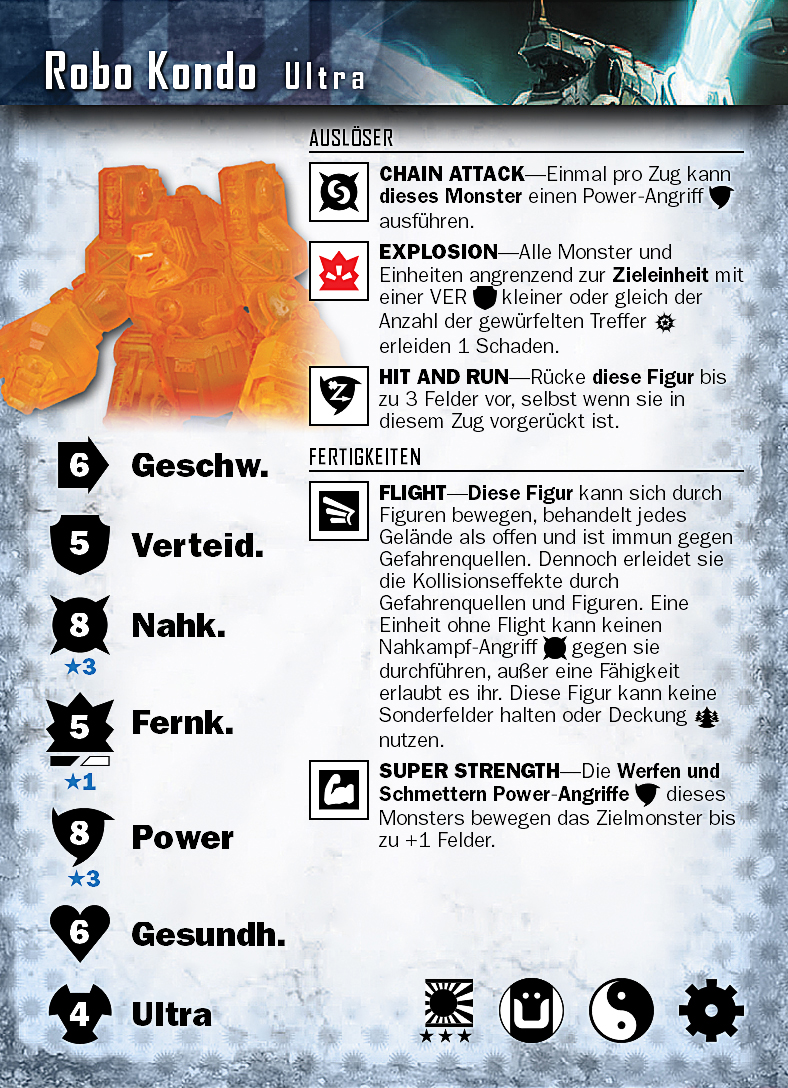 Robo Kondo Ultra
AUSLÖSER
CHAIN ATTACK—Einmal pro Zug kann
dieses Monster einen Power-Angriff
ausführen.
EXPLOSION—Alle Monster und
Einheiten angrenzend zur Zieleinheit mit
einer VER kleiner oder gleich der
Anzahl der gewürfelten Treffer
erleiden 1 Schaden.
HIT AND RUN—Rücke diese Figur bis
zu 3 Felder vor, selbst wenn sie in
diesem Zug vorgerückt ist.
FERTIGKEITEN
FLIGHT—Diese Figur kann sich durch
Figuren bewegen, behandelt jedes
Gelände als offen und ist immun gegen
Gefahrenquellen. Dennoch erleidet sie
die Kollisionseffekte durch
Gefahrenquellen und Figuren. Eine
Einheit ohne Flight kann keinen
Nahkampf-Angriff gegen sie
durchführen, außer eine Fähigkeit
erlaubt es ihr. Diese Figur kann keine
Sonderfelder halten oder Deckung
nutzen.
SUPER STRENGTH—Die Werfen und
Schmettern Power-Angriffe dieses
Monsters bewegen das Zielmonster bis
zu +1 Felder.
6 Geschw.
5 Verteid.
8 Nahk.
★3
5 Fernk.
★1
8 Power
★3
6 Gesundh.
4 Ultra
★★★